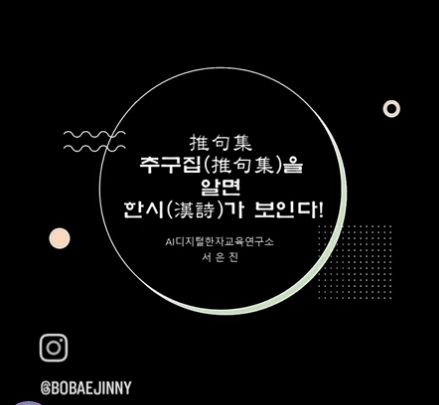 推句集
추구집(推句集)을
알면
한시(漢詩)가 보인다!
AI디지털한자교육연구소
서 은 진
@BOBAEJINNY